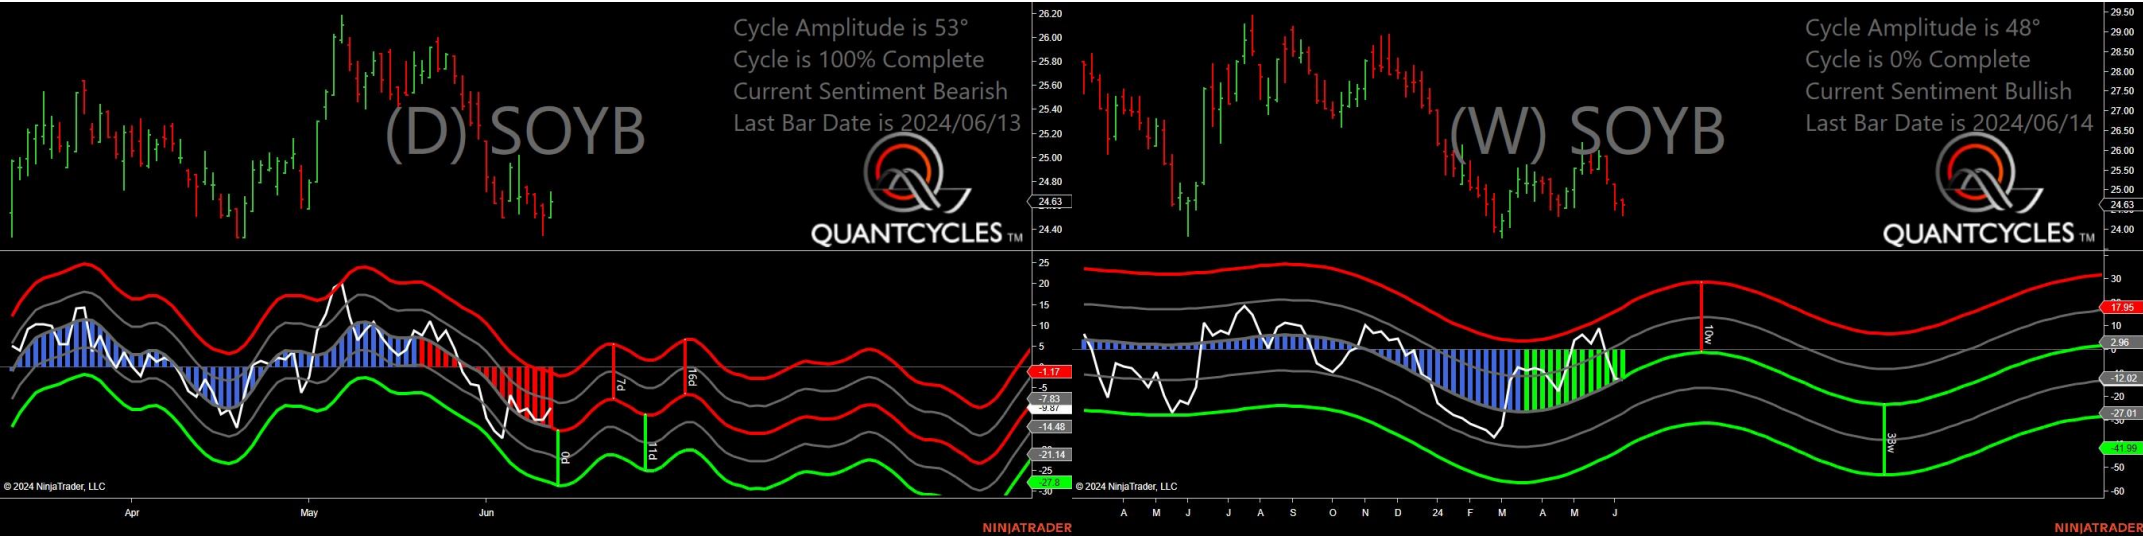 Cycle Amplitude is 53°
Cycle is 100% Complete
Current Sentiment Bearish
Last Bar Date is 2024/06/13
(D) SOYB
QUANTCYCLES TM
26.20
26.00
25.80
25.60
25.40
25.20
25.00
24.80
24.63
24.40
25
20
15
10
5
-1.17
-5
-7.83
-9.87
-14.48
-21.14
-25
-27.8
-30
7d
16d
0d
11d
© 2024 NinjaTrader, LLC
Apr May Jun
NINJATRADER
Cycle Amplitude is 48°
Cycle is 0% Complete
Current Sentiment Bullish
Last Bar Date is 2024/06/14
(W) SOYB
QUANTCYCLES TM
29.50
29.00
28.50
28.00
27.50
27.00
26.50
26.00
25.50
25.00
24.63
24.00
30
17.95
10
2.96
-12.02
-20
-27.01
-41.99
-50
-60
10w
38w
© 2024 NinjaTrader, LLC
A M J J A S O N D 24 F M A M J
NINJATRADER